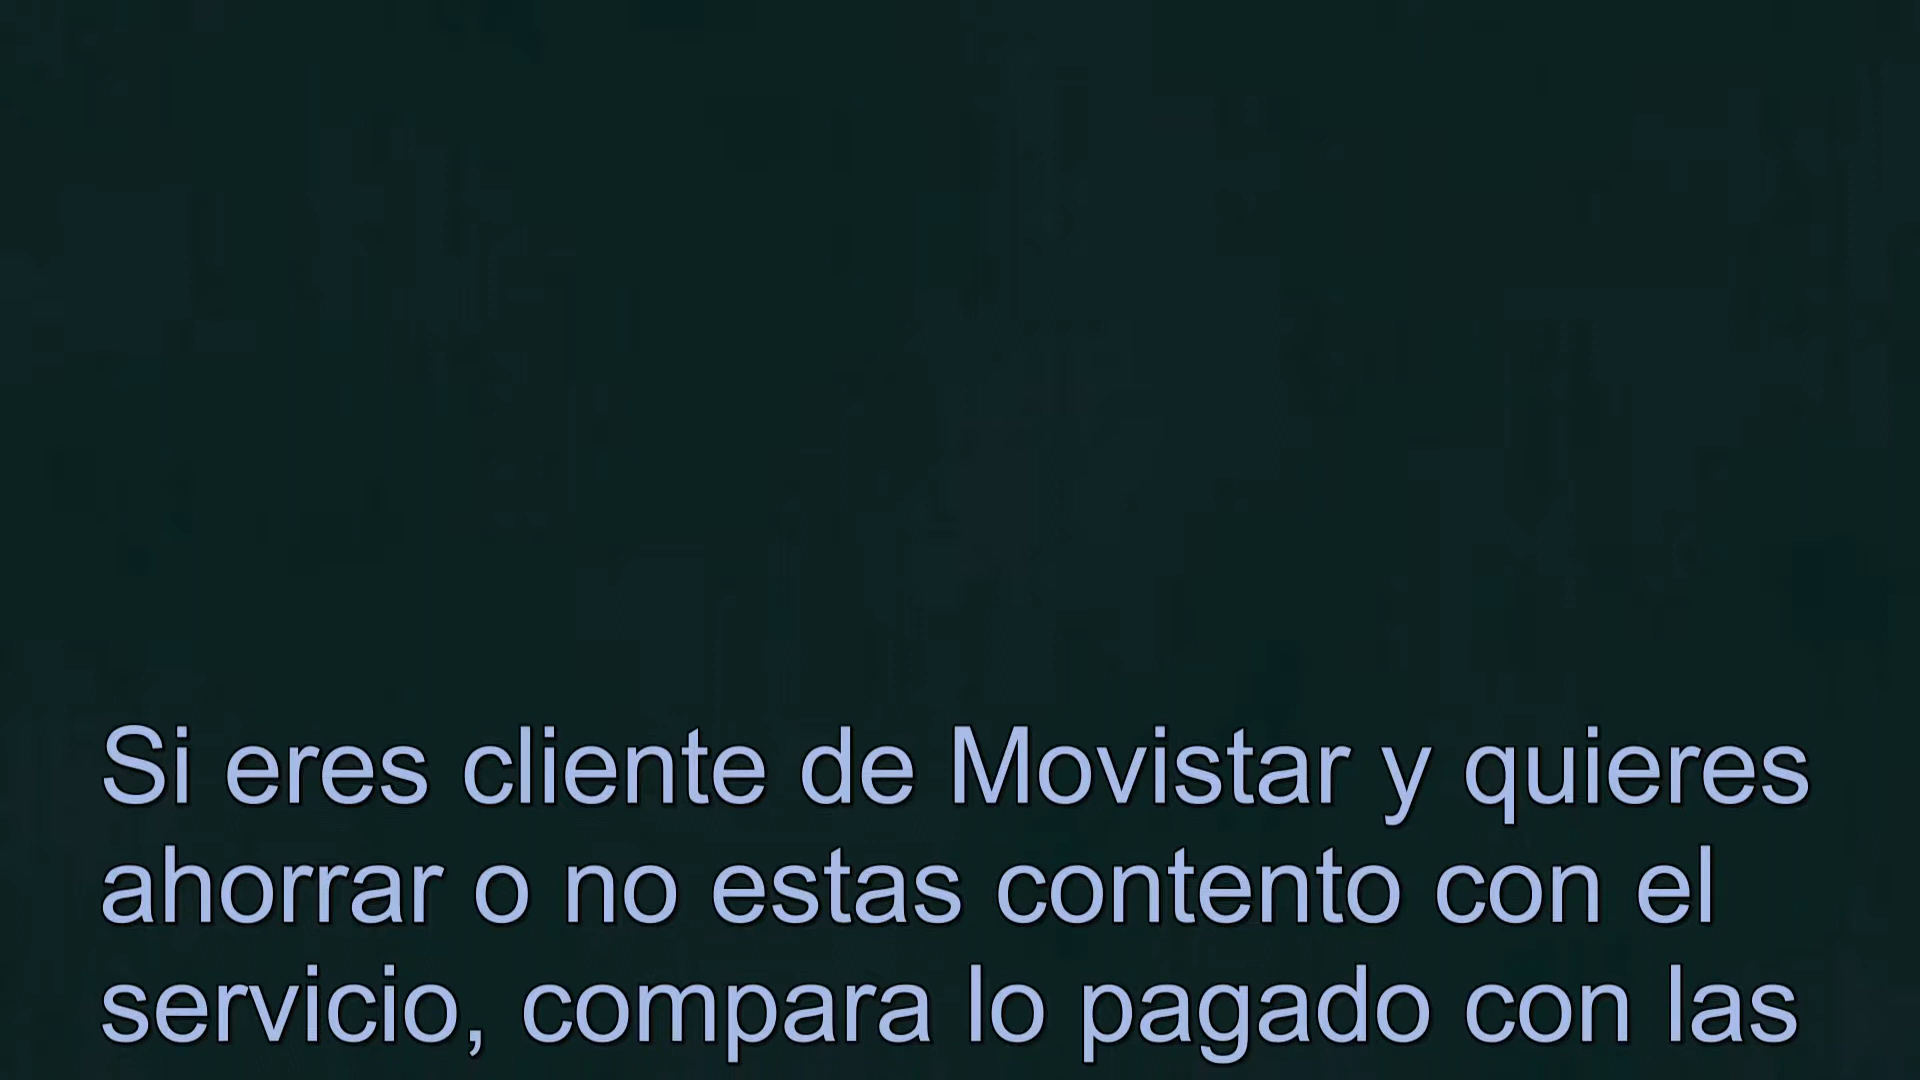 Si eres cliente de Movistar y quieres
ahorrar o no estas contento con el
servicio, compara lo pagado con las